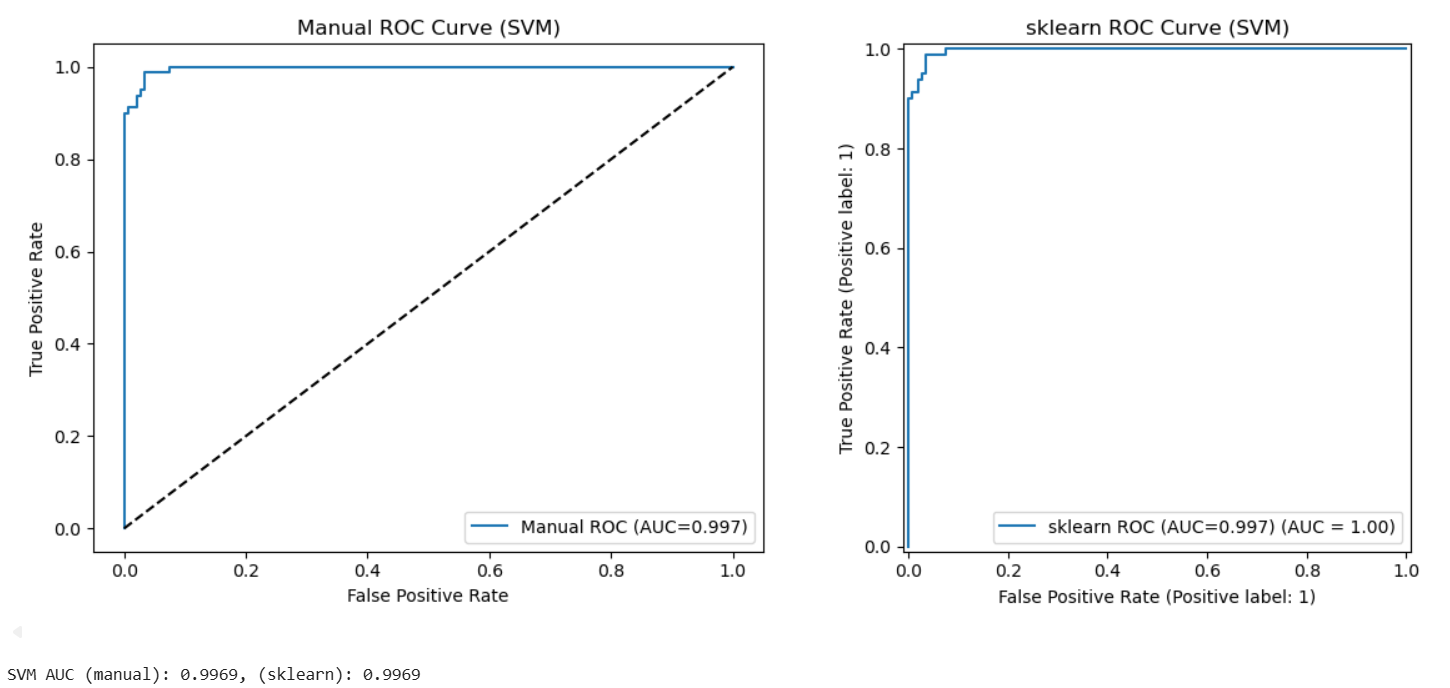 Manual ROC Curve (SVM)
1.0
0.8
0.6
0.4
0.2
0.0
True Positive Rate
Manual ROC (AUC=0.997)
0.0 0.2 0.4 0.6 0.8 1.0
False Positive Rate
sklearn ROC Curve (SVM)
1.0
0.8
0.6
0.4
0.2
0.0
True Positive Rate (Positive label: 1)
sklearn ROC (AUC=0.997) (AUC = 1.00)
0.0 0.2 0.4 0.6 0.8 1.0
False Positive Rate (Positive label: 1)
SVM AUC (manual): 0.9969, (sklearn): 0.9969